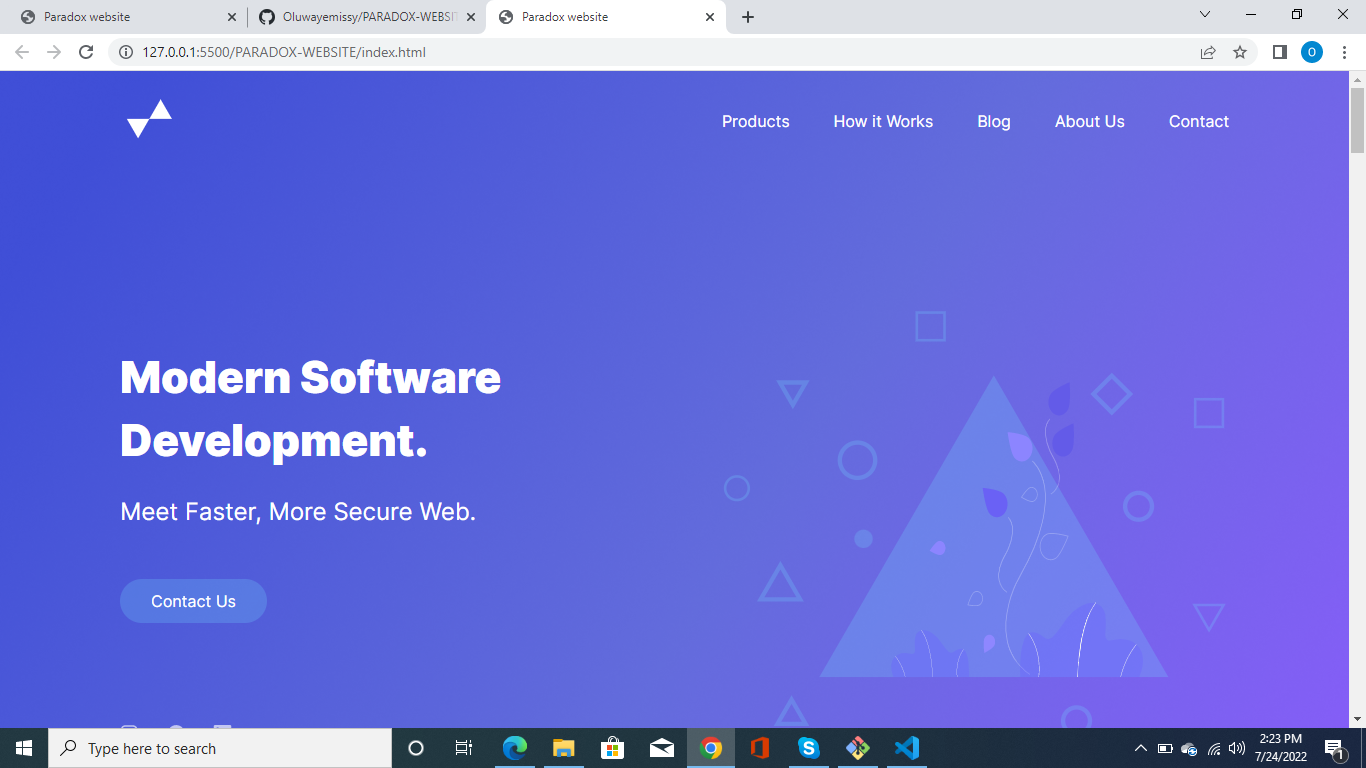 Paradox website
Oluwayemissy/PARADOX-WEBSIT
Paradox website
127.0.0.1:5500/PARADOX-WEBSITE/index.html
O
Products
How it Works
Blog
About Us
Contact
Modern Software
Development.
Meet Faster, More Secure Web.
Contact Us
Type here to search
2:23 PM
7/24/2022
1